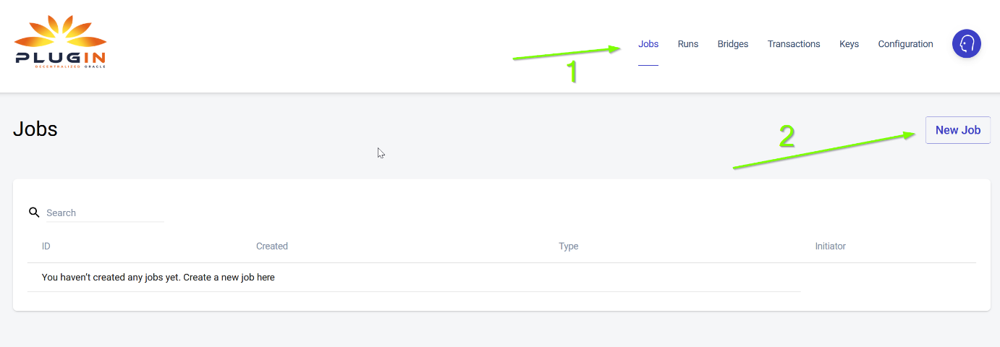 PLUGIN
DECENTRALIZED ORACLE
Jobs Runs Bridges Transactions Keys Configuration
1
Jobs
2
New Job
Search
ID Created Type Initiator
You haven't created any jobs yet. Create a new job here